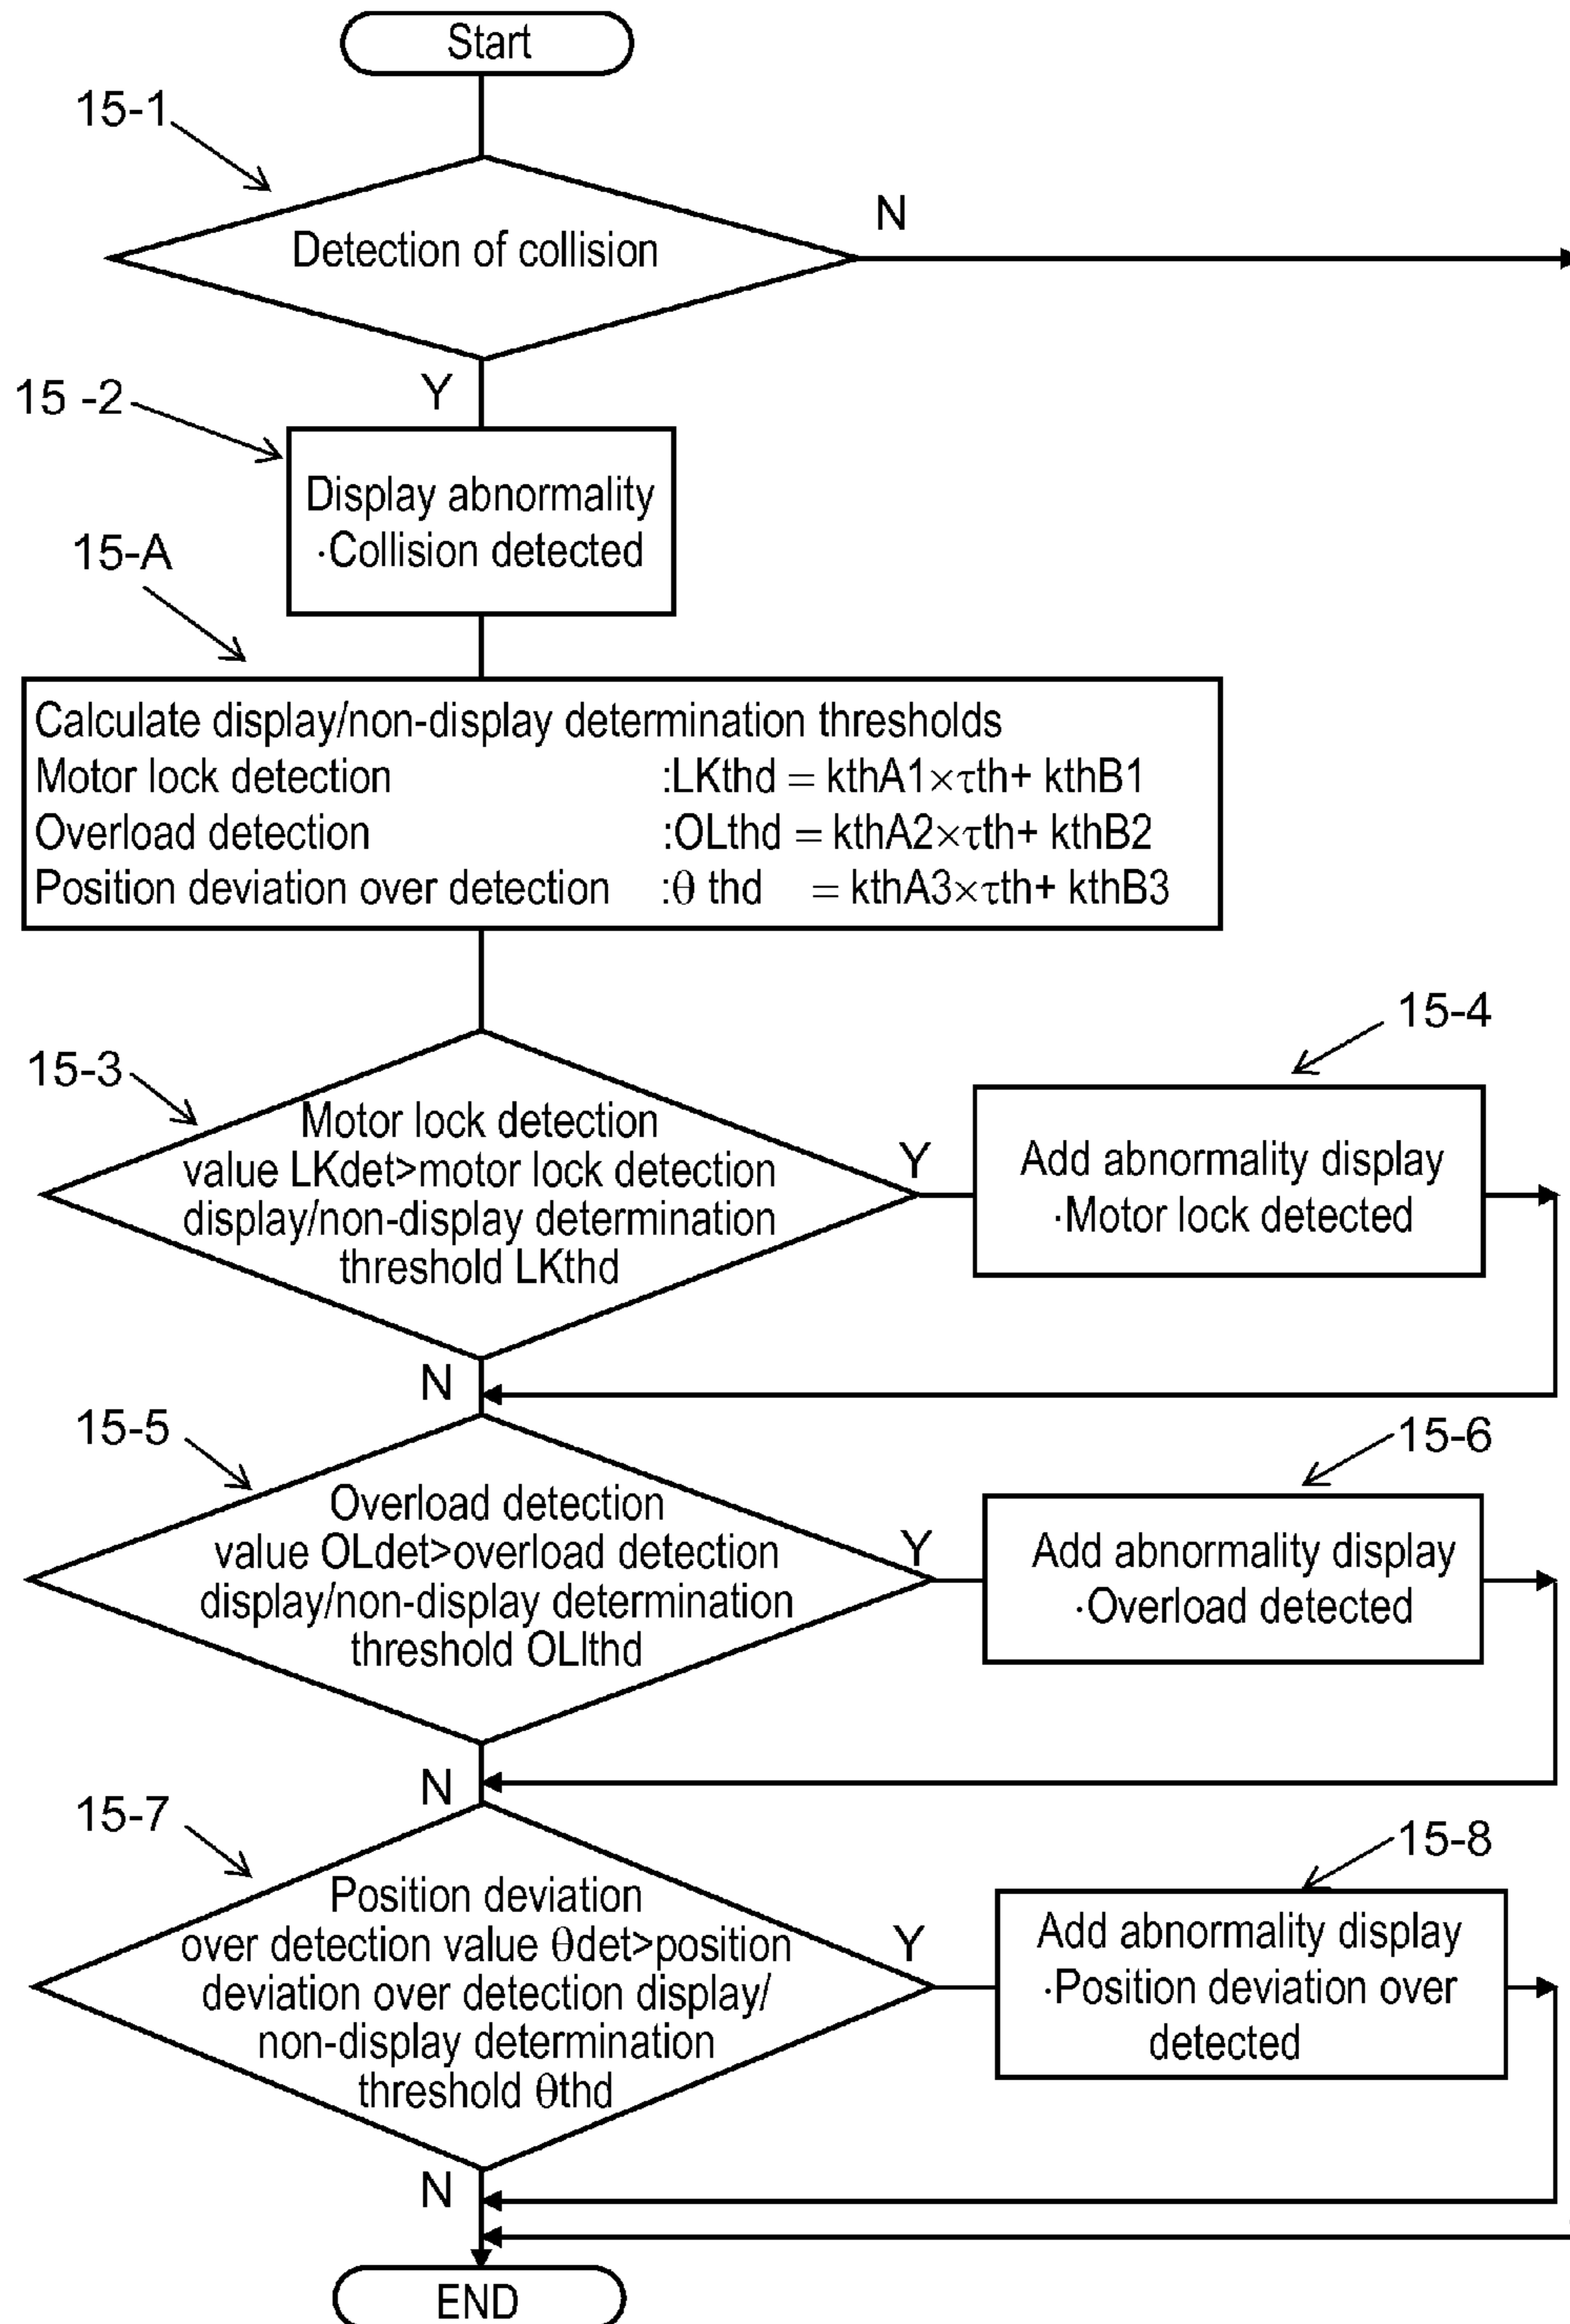 Start
15-1
N
Detection of collision
Y
15 -2
Display abnormality
·Collision detected
15-A
Calculate display/non-display determination thresholds
Motor lock detection :LKthd = kthA1×τth+ kthB1
Overload detection :OLthd = kthA2×τth+ kthB2
Position deviation over detection :θ thd = kthA3×τth+ kthB3
15-4
15-3
Motor lock detection
value LKdet>motor lock detection
display/non-display determination
threshold LKthd
Y
Add abnormality display
·Motor lock detected
N
15-5
15-6
Overload detection
value OLdet>overload detection
display/non-display determination
threshold OLlthd
Y
Add abnormality display
·Overload detected
N
15-7
15-8
Position deviation
over detection value θdet>position
deviation over detection display/
non-display determination
threshold θthd
Y
Add abnormality display
·Position deviation over
detected
N
END